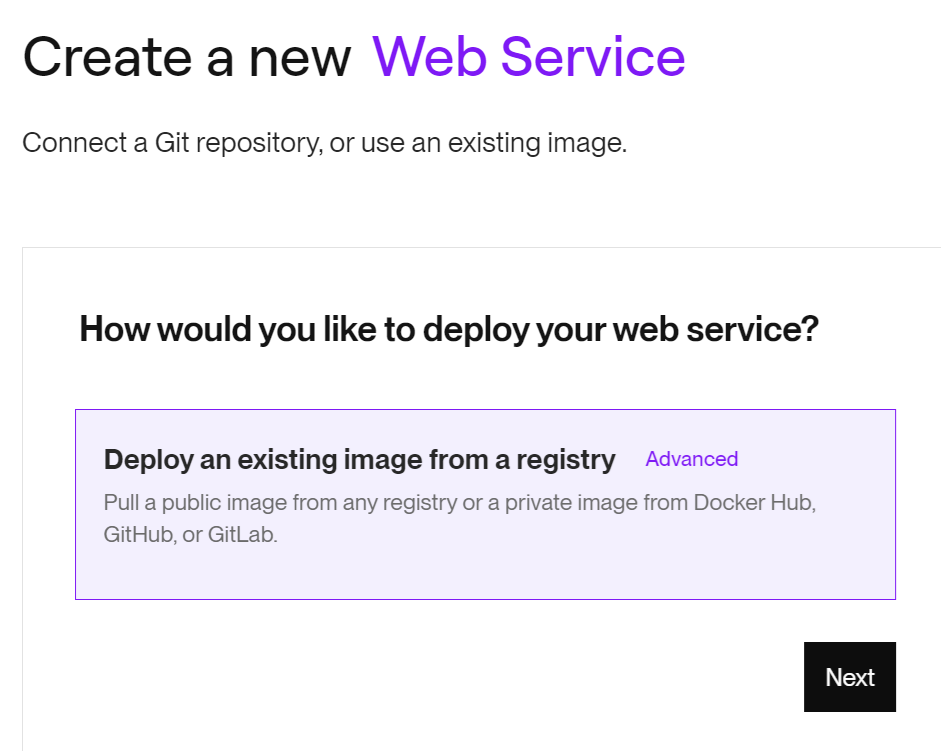 Create a new Web Service
Connect a Git repository, or use an existing image.
How would you like to deploy your web service?
Deploy an existing image from a registry Advanced
Pull a public image from any registry or a private image from Docker Hub,
GitHub, or GitLab.
Next